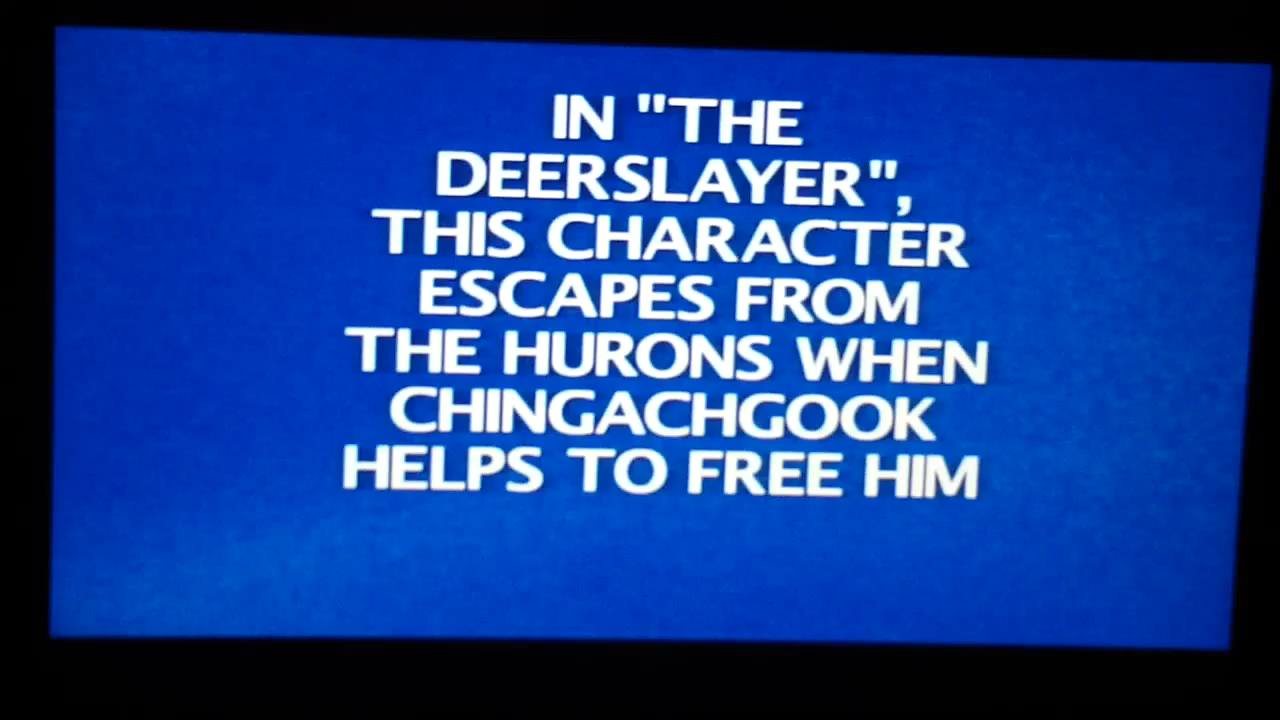 IN "THE
DEERSLAYER",
THIS CHARACTER
ESCAPES FROM
THE HURONS WHEN
CHINGACHGOOK
HELPS TO FREE HIM